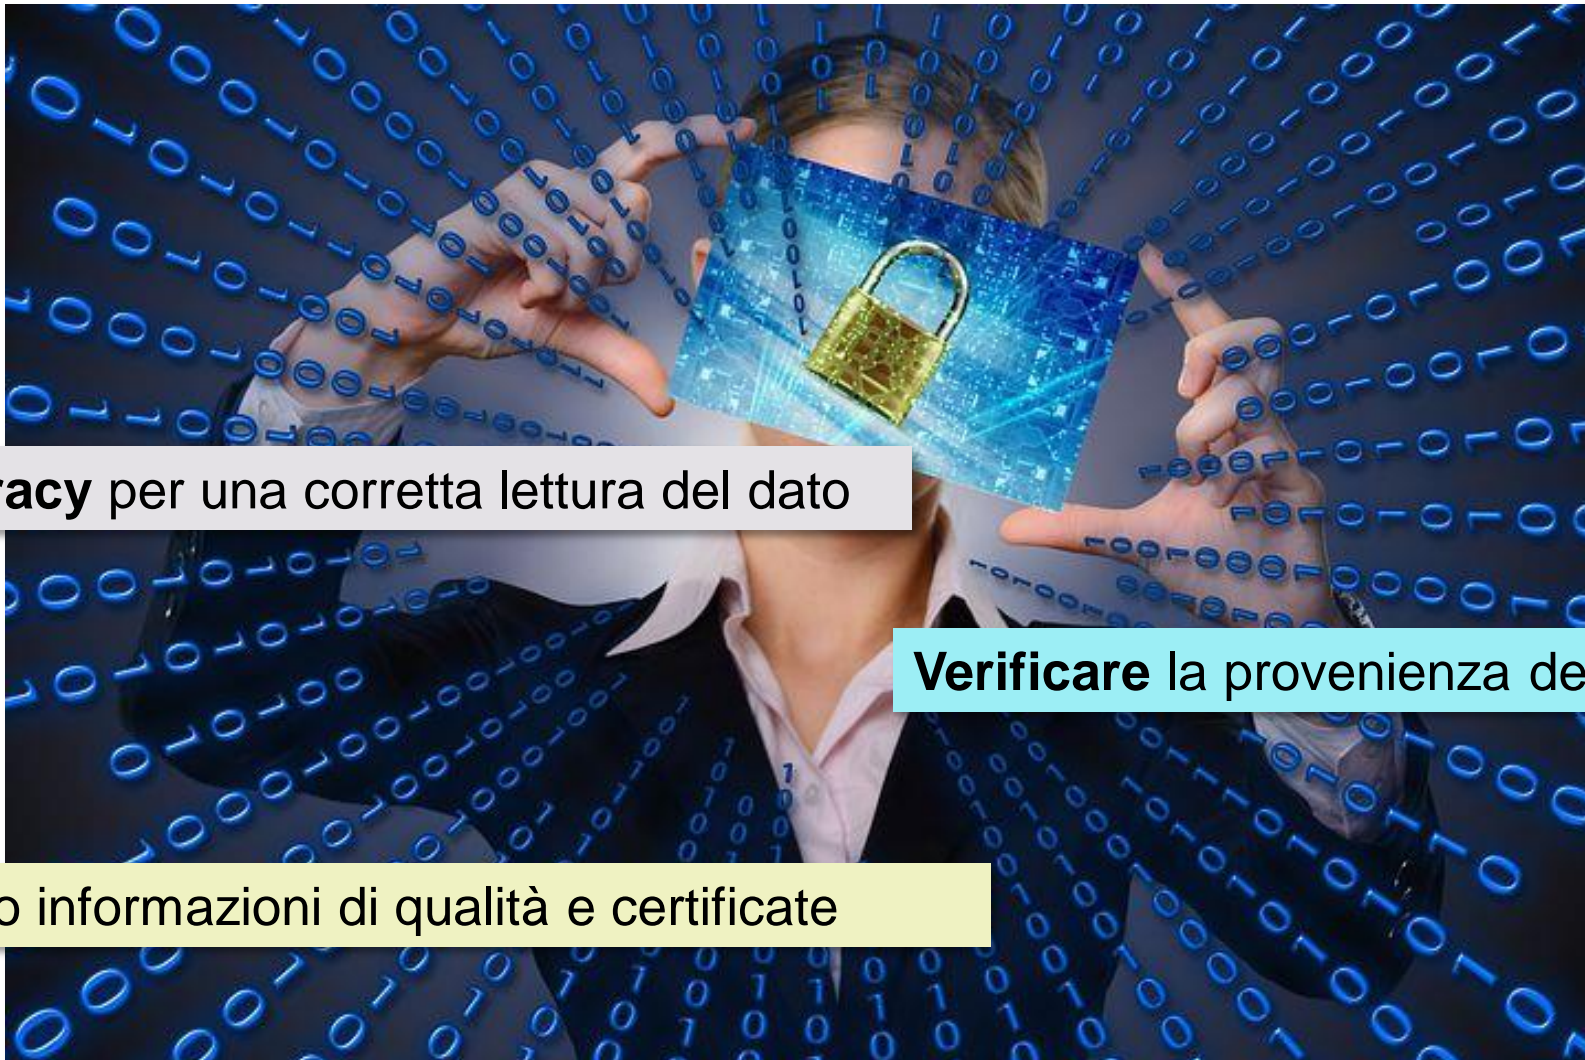 racy per una corretta lettura del dato
Verificare la provenienza de
o informazioni di qualità e certificate